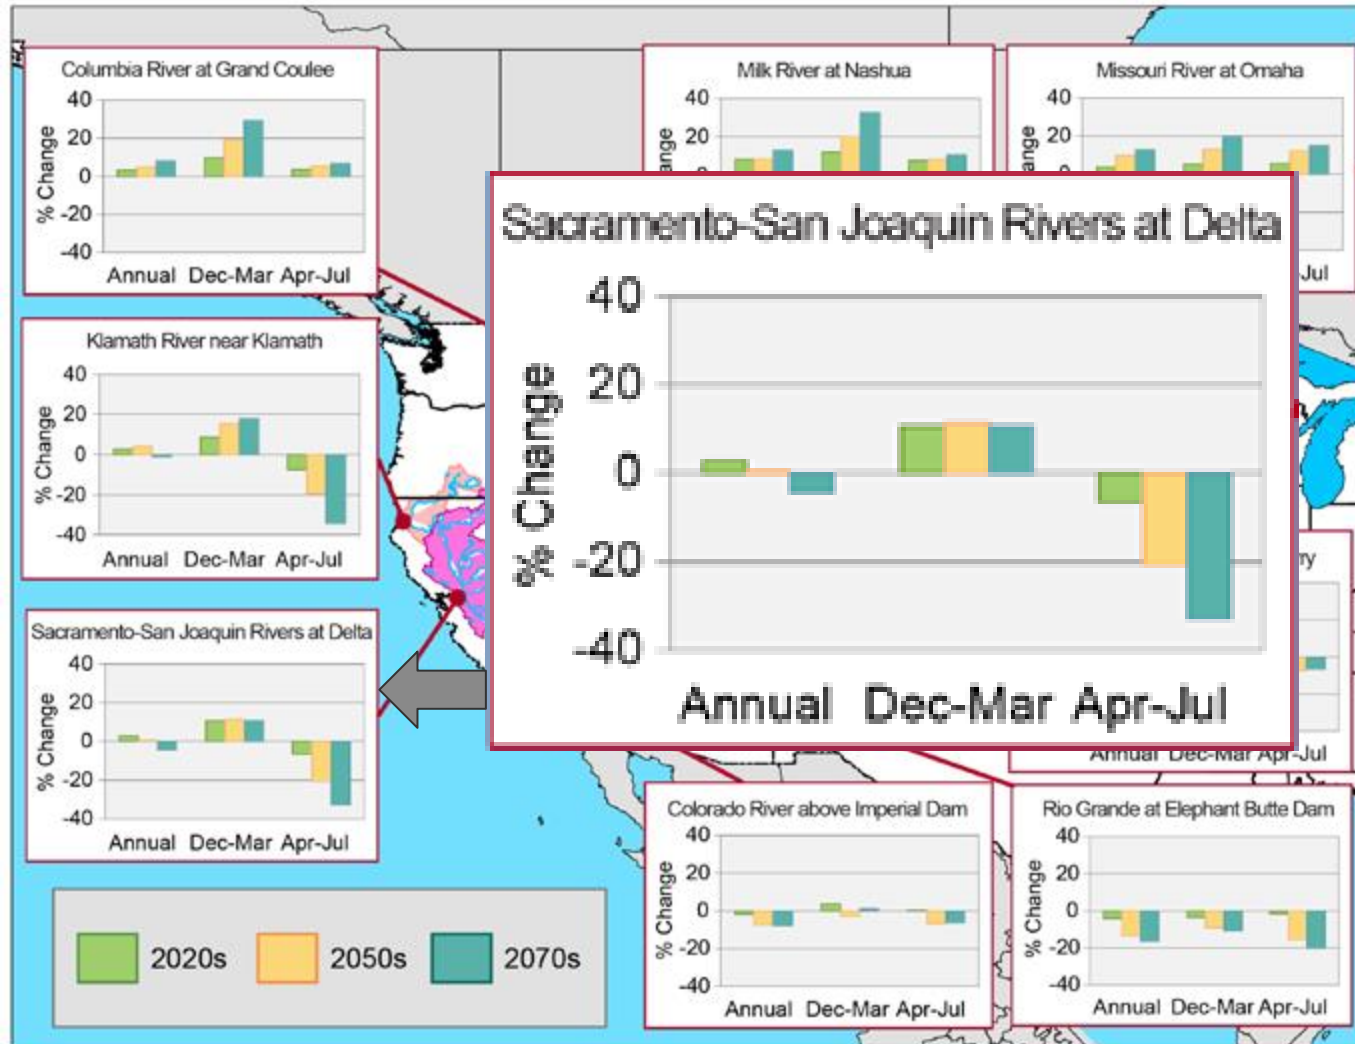 Columbia River at Grand Coulee
40
20
0
-20
-40
% Change
Annual Dec-Mar Apr-Jul
Milk River at Nashua
40
20
0
ange
Missouri River at Omaha
40
20
0
ange
Jul
Klamath River near Klamath
40
20
0
-20
-40
% Change
Annual Dec-Mar Apr-Jul
Sacramento-San Joaquin Rivers at Delta
40
20
0
-20
-40
% Change
Annual Dec-Mar Apr-Jul
Sacramento-San Joaquin Rivers at Delta
40
20
0
-20
-40
% Change
Annual Dec-Mar Apr-Jul
ry
Annual Dec-Mar Apr-Jul
Colorado River above Imperial Dam
40
20
0
-20
-40
% Change
Annual Dec-Mar Apr-Jul
Rio Grande at Elephant Butte Dam
40
20
0
-20
-40
% Change
Annual Dec-Mar Apr-Jul
2020s 2050s 2070s